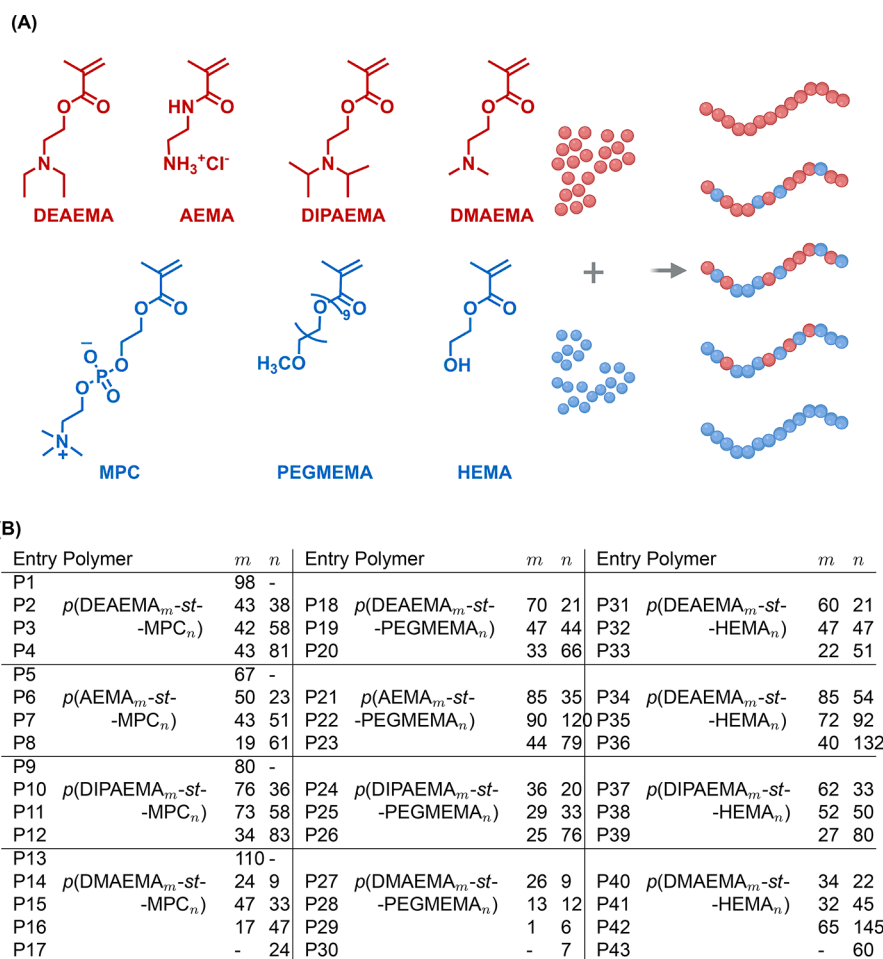 (A)
O
O
HN
O
O
O
O
O
N
NH₃⁺Cl⁻
N
N
DEAEMA
AEMA
DIPAEMA
DMAEMA
+
O
O
O
O
9
O
O
−
O
O
P
O
O
H₃CO
OH
N
+
MPC
PEGMEMA
HEMA
(B)
Entry Polymer m n Entry Polymer m n Entry Polymer m n
P1 98 -
P2 p(DEAEMAₘ-st- 43 38 P18 p(DEAEMAₘ-st- 70 21 P31 p(DEAEMAₘ-st- 60 21
P3 -MPCₙ) 42 58 P19 -PEGMEMAₙ) 47 44 P32 -HEMAₙ) 47 47
P4 43 81 P20 33 66 P33 22 51
P5 67 -
P6 p(AEMAₘ-st- 50 23 P21 p(AEMAₘ-st- 85 35 P34 p(DEAEMAₘ-st- 85 54
P7 -MPCₙ) 43 51 P22 -PEGMEMAₙ) 90 120 P35 -HEMAₙ) 72 92
P8 19 61 P23 44 79 P36 40 132
P9 80 -
P10 p(DIPAEMAₘ-st- 76 36 P24 p(DIPAEMAₘ-st- 36 20 P37 p(DIPAEMAₘ-st- 62 33
P11 -MPCₙ) 73 58 P25 -PEGMEMAₙ) 29 33 P38 -HEMAₙ) 52 50
P12 34 83 P26 25 76 P39 27 80
P13 110 -
P14 p(DMAEMAₘ-st- 24 9 P27 p(DMAEMAₘ-st- 26 9 P40 p(DMAEMAₘ-st- 34 22
P15 -MPCₙ) 47 33 P28 -PEGMEMAₙ) 13 12 P41 -HEMAₙ) 32 45
P16 17 47 P29 1 6 P42 65 145
P17 - 24 P30 - 7 P43 - 60